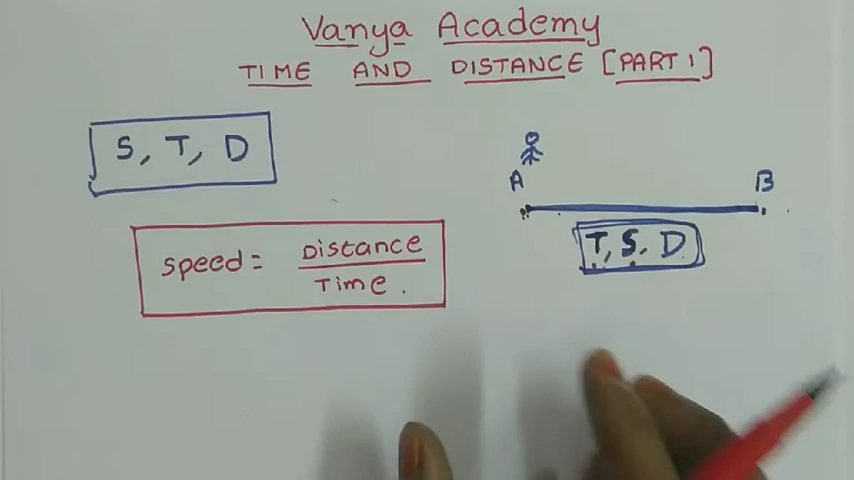 Vanya Academy
TIME AND DISTANCE [PART 1]
S, T, D
A
B
T, S, D
Speed = Distance
Time.